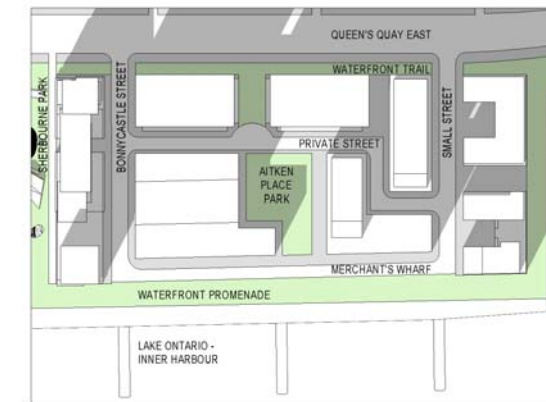 QUEEN'S QUAY EAST
WATERFRONT TRAIL
SHERBOURNE PARK
BONNYCASTLE STREET
SMALL STREET
PRIVATE STREET
AITKEN
PLACE
PARK
MERCHANT'S WHARF
WATERFRONT PROMENADE
LAKE ONTARIO -
INNER HARBOUR